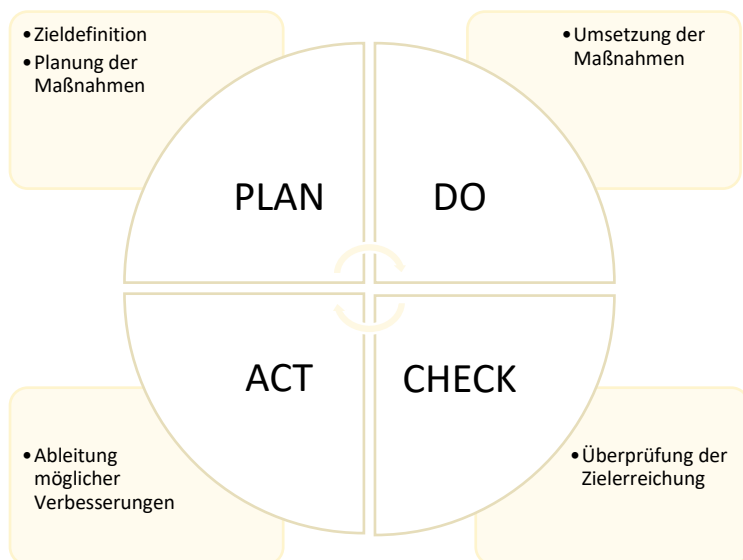 •Zieldefinition
•Planung der
Maßnahmen
•Umsetzung der
Maßnahmen
PLAN
DO
ACT
CHECK
•Ableitung
möglicher
Verbesserungen
•Überprüfung der
Zielerreichung